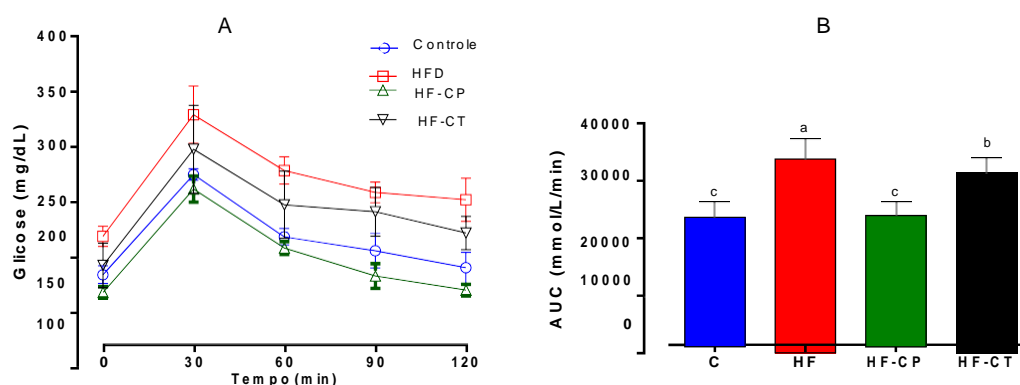 A
Glicose (mg/dL)
400
350
300
250
200
150
100
0 30 60 90 120
Tempo (min)
Controle
HFD
HF-CP
HF-CT
B
AUC (mmol/L/min)
40000
30000
20000
10000
0
c a c b
C HF HF-CP HF-CT